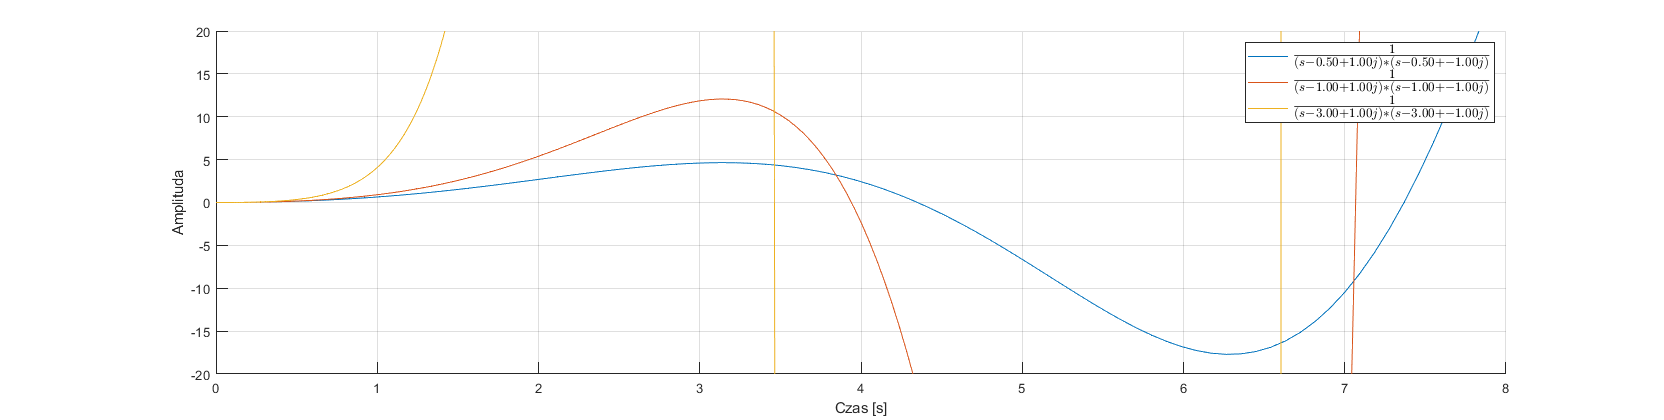 20
15
10
5
0
-5
-10
-15
-20
Amplituda
0 1 2 3 4 5 6 7 8
Czas [s]
1
(s−0.50+1.00j)*(s−0.50+−1.00j)
1
(s−1.00+1.00j)*(s−1.00+−1.00j)
1
(s−3.00+1.00j)*(s−3.00+−1.00j)